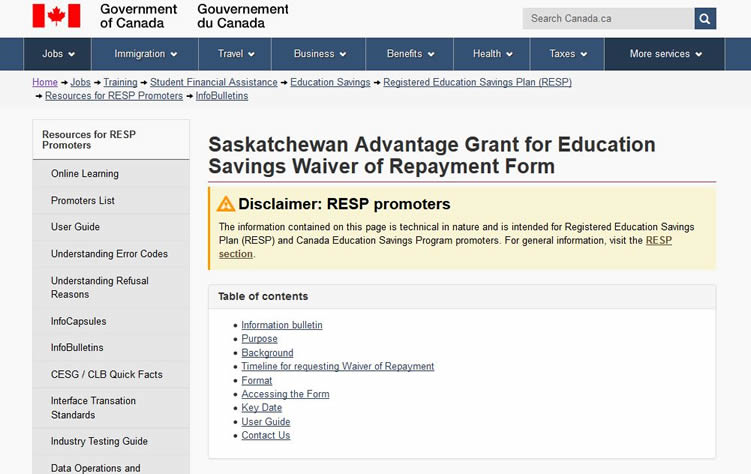 Government of Canada
Gouvernement du Canada
Search Canada.ca
Jobs
Immigration
Travel
Business
Benefits
Health
Taxes
More services
Home → Jobs → Training → Student Financial Assistance → Education Savings → Registered Education Savings Plan (RESP)
→ Resources for RESP Promoters → InfoBulletins
Resources for RESP
Promoters
Online Learning
Promoters List
User Guide
Understanding Error Codes
Understanding Refusal
Reasons
InfoCapsules
InfoBulletins
CESG / CLB Quick Facts
Interface Transation
Standards
Industry Testing Guide
Data Operations and
Saskatchewan Advantage Grant for Education
Savings Waiver of Repayment Form
Disclaimer: RESP promoters
The information contained on this page is technical in nature and is intended for Registered Education Savings
Plan (RESP) and Canada Education Savings Program promoters. For general information, visit the RESP
section.
Table of contents
Information bulletin
Purpose
Background
Timeline for requesting Waiver of Repayment
Format
Accessing the Form
Key Date
User Guide
Contact Us